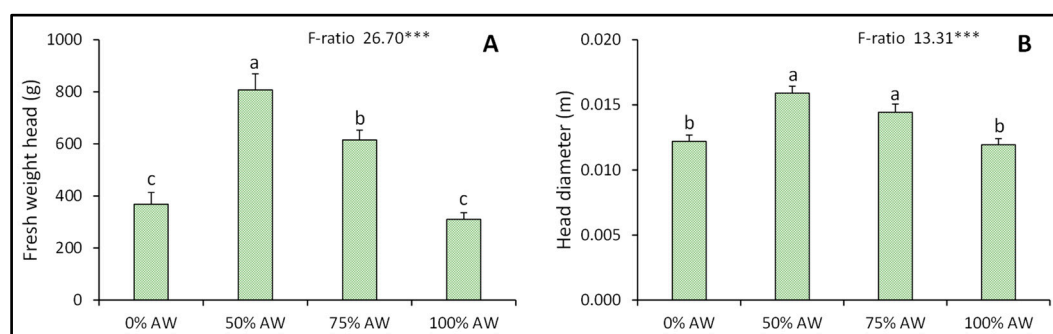 F-ratio 26.70***
A
Fresh weight head (g)
1000
800
600
400
200
0
c
a
b
c
0% AW
50% AW
75% AW
100% AW
F-ratio 13.31***
B
Head diameter (m)
0.020
0.015
0.010
0.005
0.000
b
a
a
b
0% AW
50% AW
75% AW
100% AW